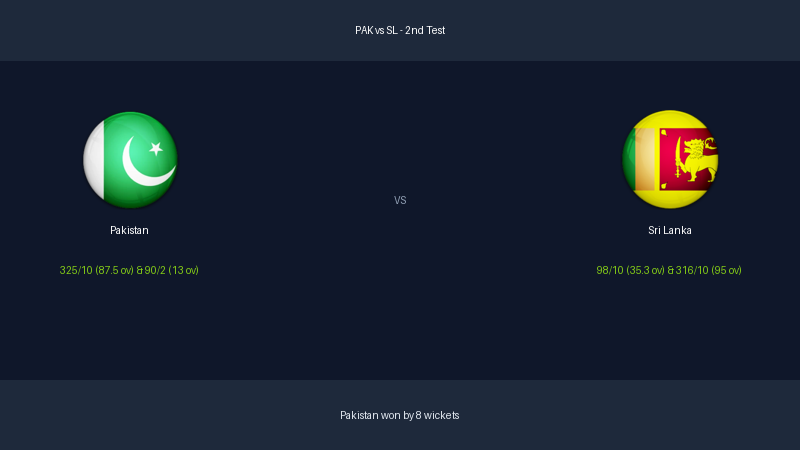 PAK vs SL - 2nd Test
VS
Pakistan
Sri Lanka
325/10 (87.5 ov) & 90/2 (13 ov)
98/10 (35.3 ov) & 316/10 (95 ov)
Pakistan won by 8 wickets